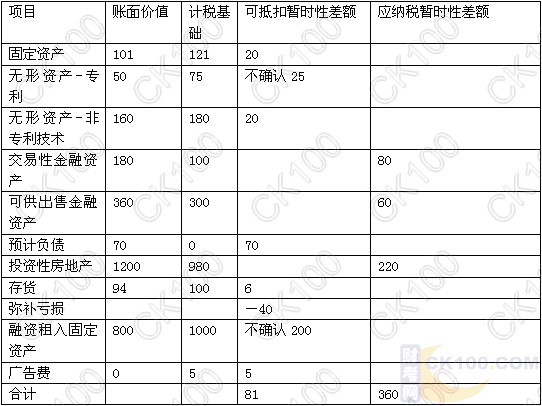 项目 账面价值 计税基础 可抵扣暂时性差额 应纳税暂时性差额
固定资产 101 121 20
无形资产-专利 50 75 不确认 25
无形资产-非专利技术 160 180 20
交易性金融资产 180 100 80
可供出售金融资产 360 300 60
预计负债 70 0 70
投资性房地产 1200 980 220
存货 94 100 6
弥补亏损 —40
融资租入固定资产 800 1000 不确认 200
广告费 0 5 5
合计 81 360
CK100
CK100.COM